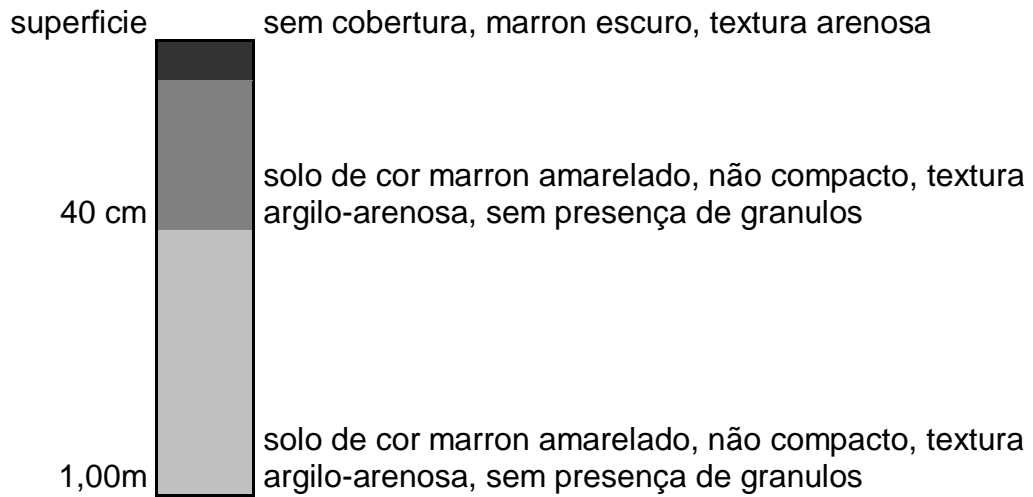 superficie sem cobertura, marron escuro, textura arenosa
solo de cor marron amarelado, não compacto, textura
40 cm argilo-arenosa, sem presença de granulos
solo de cor marron amarelado, não compacto, textura
1,00m argilo-arenosa, sem presença de granulos